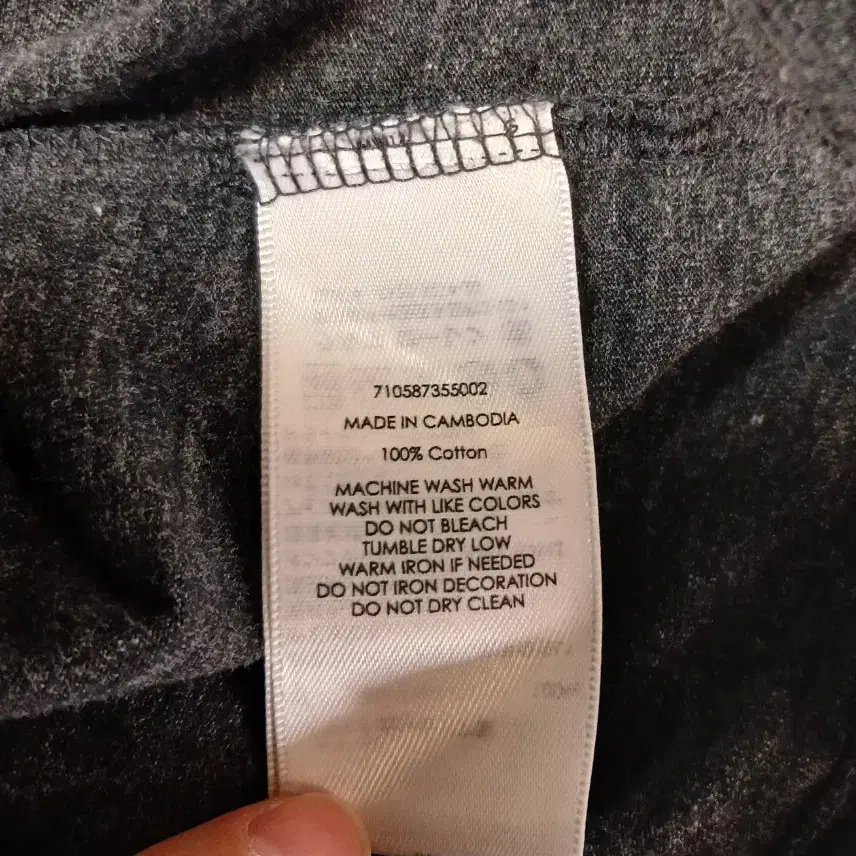 710587355002
MADE IN CAMBODIA
100% Cotton
MACHINE WASH WARM
WASH WITH LIKE COLORS
DO NOT BLEACH
TUMBLE DRY LOW
WARM IRON IF NEEDED
DO NOT IRON DECORATION
DO NOT DRY CLEAN